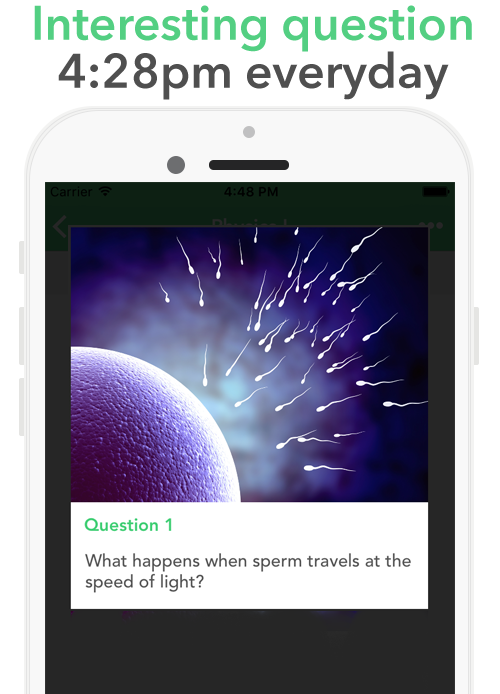 Interesting question
4:28pm everyday
Carrier 4:48 PM
Physics I
Question 1
What happens when sperm travels at the
speed of light?